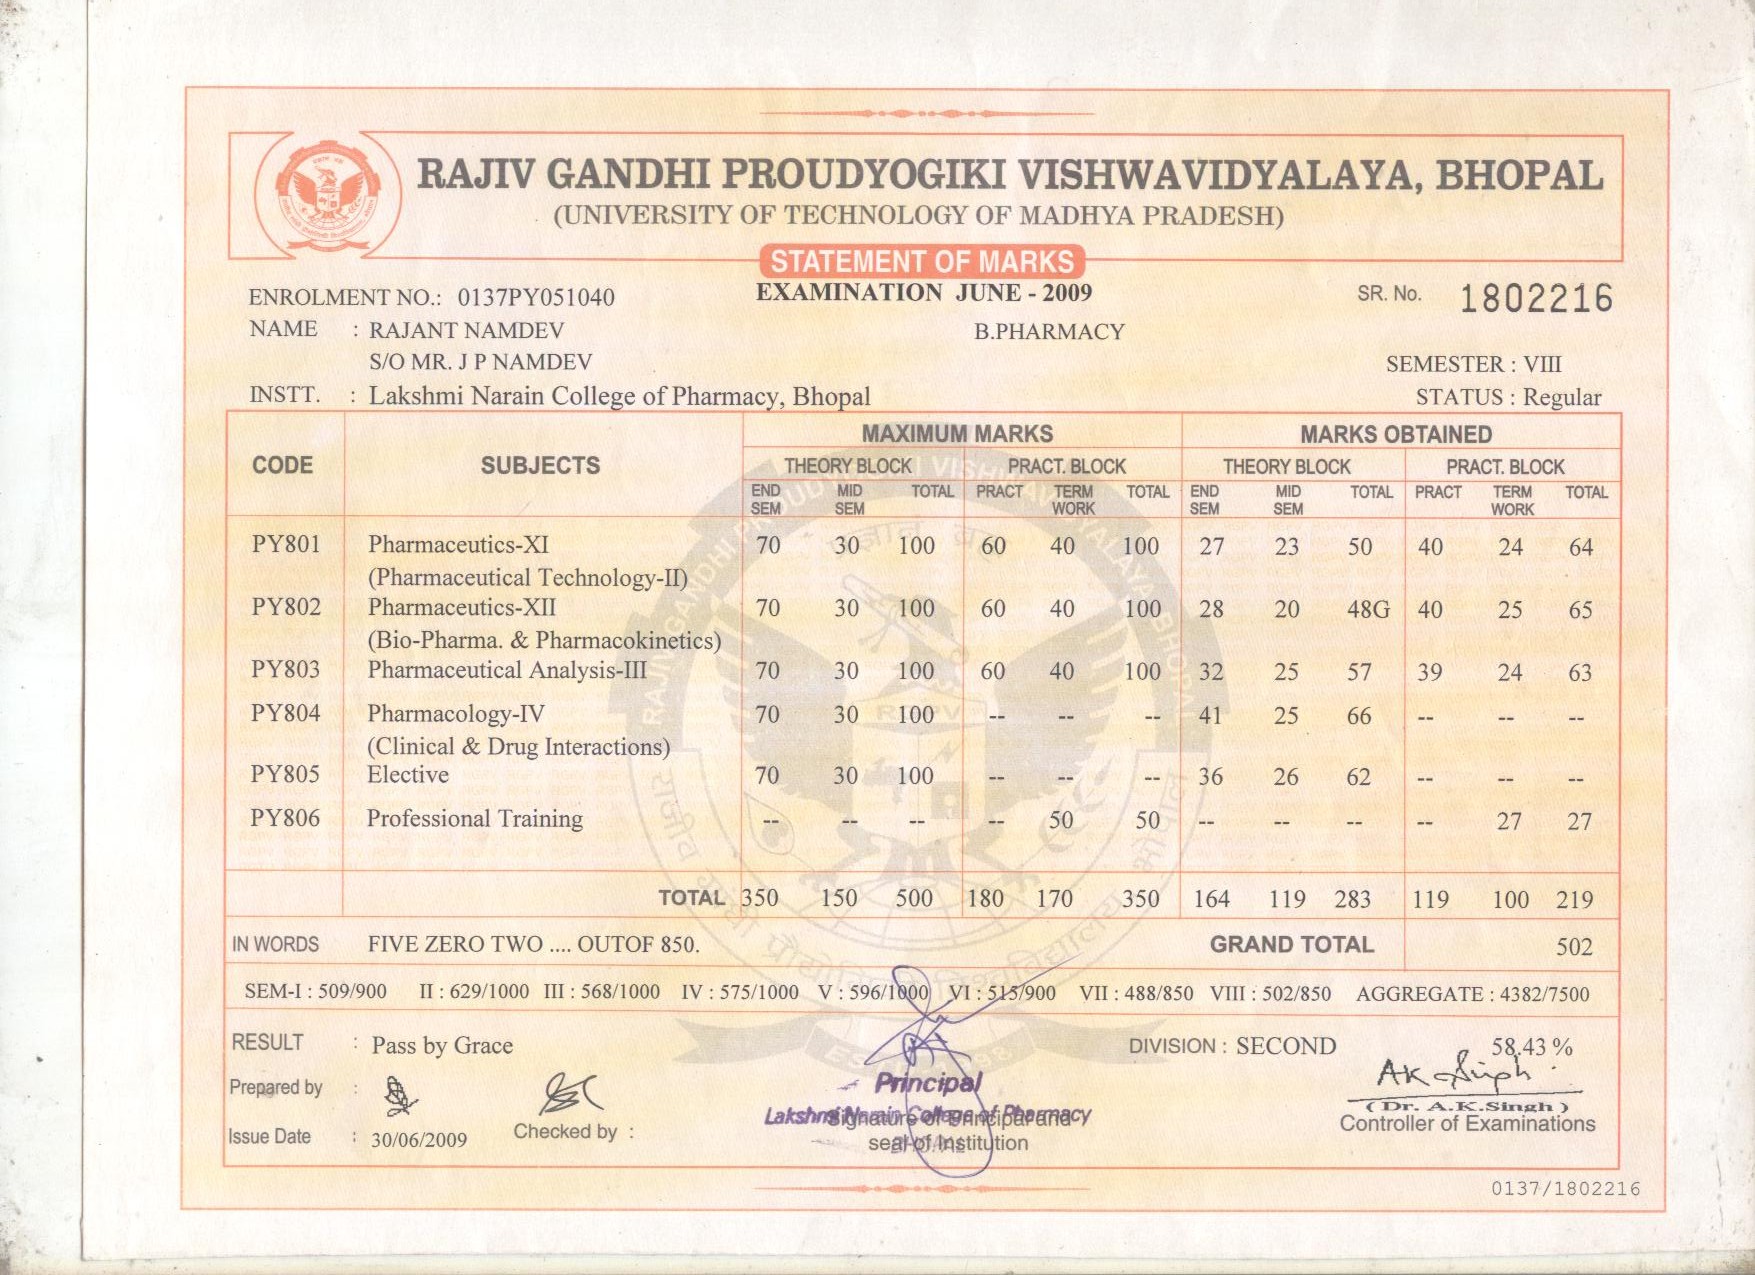 RAJIV GANDHI PROUDYOGIKI VISHWAVIDYALAYA, BHOPAL
(UNIVERSITY OF TECHNOLOGY OF MADHYA PRADESH)
STATEMENT OF MARKS
ENROLMENT NO.: 0137PY051040 EXAMINATION JUNE - 2009 SR. No. 1802216
NAME : RAJANT NAMDEV B.PHARMACY
S/O MR. J P NAMDEV SEMESTER : VIII
INSTT. : Lakshmi Narain College of Pharmacy, Bhopal STATUS : Regular
MAXIMUM MARKS MARKS OBTAINED
CODE SUBJECTS THEORY BLOCK PRACT. BLOCK THEORY BLOCK PRACT. BLOCK
END SEM MID SEM TOTAL PRACT TERM WORK TOTAL END SEM MID SEM TOTAL PRACT TERM WORK TOTAL
PY801 Pharmaceutics-XI 70 30 100 60 40 100 27 23 50 40 24 64
(Pharmaceutical Technology-II)
PY802 Pharmaceutics-XII 70 30 100 60 40 100 28 20 48G 40 25 65
(Bio-Pharma. & Pharmacokinetics)
PY803 Pharmaceutical Analysis-III 70 30 100 60 40 100 32 25 57 39 24 63
PY804 Pharmacology-IV 70 30 100 -- -- -- 41 25 66 -- -- --
(Clinical & Drug Interactions)
PY805 Elective 70 30 100 -- -- -- 36 26 62 -- -- --
PY806 Professional Training -- -- -- -- 50 50 -- -- -- -- 27 27
TOTAL 350 150 500 180 170 350 164 119 283 119 100 219
IN WORDS FIVE ZERO TWO .... OUTOF 850. GRAND TOTAL 502
SEM-I : 509/900 II : 629/1000 III : 568/1000 IV : 575/1000 V : 596/1000 VI : 515/900 VII : 488/850 VIII : 502/850 AGGREGATE : 4382/7500
RESULT : Pass by Grace DIVISION : SECOND 58.43 %
Prepared by :
Principal
AK Singh
(Dr. A.K.Singh)
Lakshmi Narain College of Pharmacy
Signature of Principal and
Controller of Examinations
Issue Date : 30/06/2009 Checked by :
seal of Institution
BHOPAL
0137/1802216
RAJIV GANDHI PROUDYOGIKI VISHWAVIDYALAYA BHOPAL
RGPV